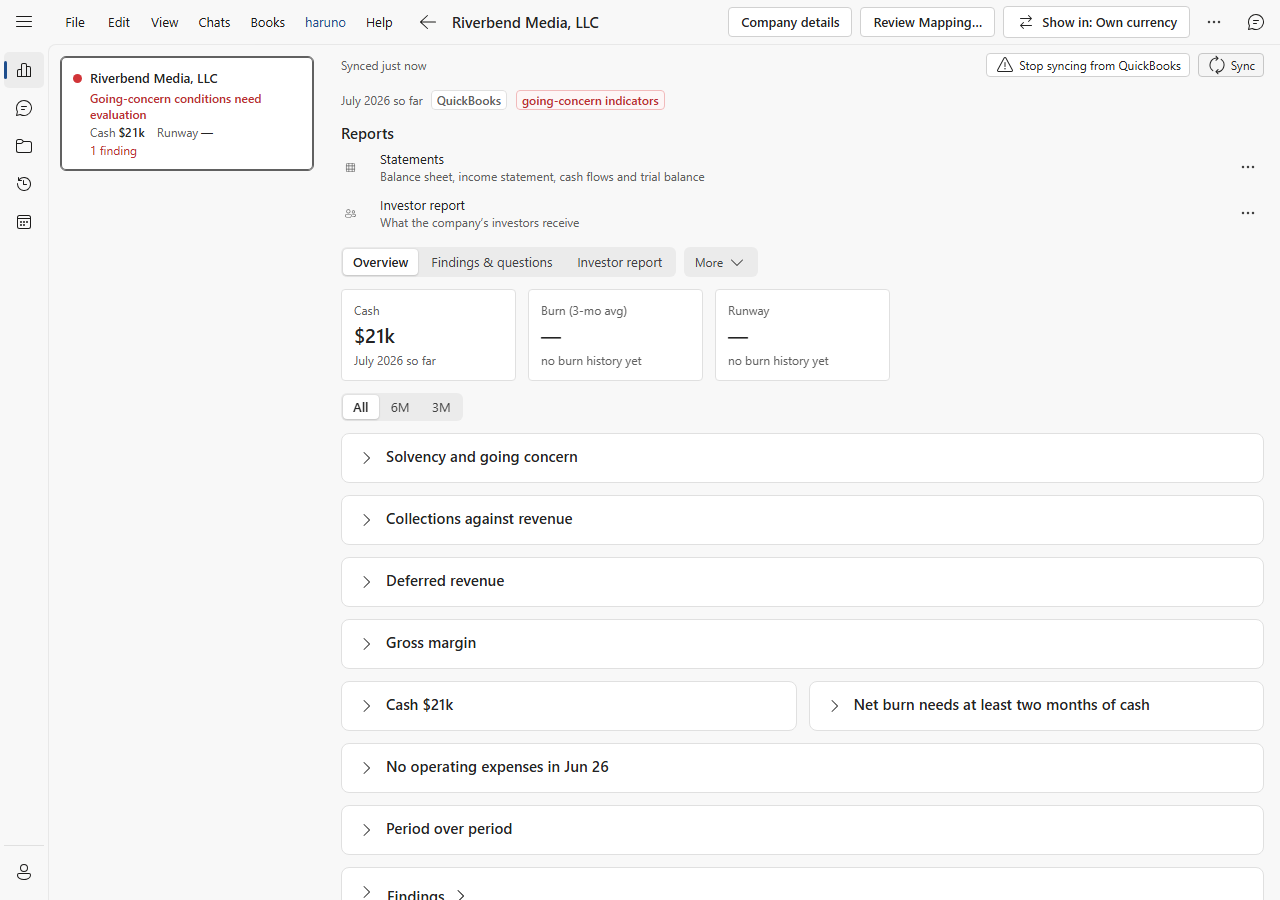 File Edit View Chats Books haruno Help Riverbend Media, LLC Company details Review Mapping... Show in: Own currency
Riverbend Media, LLC
Going-concern conditions need
evaluation
Cash $21k Runway —
1 finding
Synced just now Stop syncing from QuickBooks Sync
July 2026 so far QuickBooks going-concern indicators
Reports
Statements
Balance sheet, income statement, cash flows and trial balance
Investor report
What the company’s investors receive
Overview Findings & questions Investor report More
Cash Burn (3-mo avg) Runway
$21k — —
July 2026 so far no burn history yet no burn history yet
All 6M 3M
Solvency and going concern
Collections against revenue
Deferred revenue
Gross margin
Cash $21k Net burn needs at least two months of cash
No operating expenses in Jun 26
Period over period
Findings